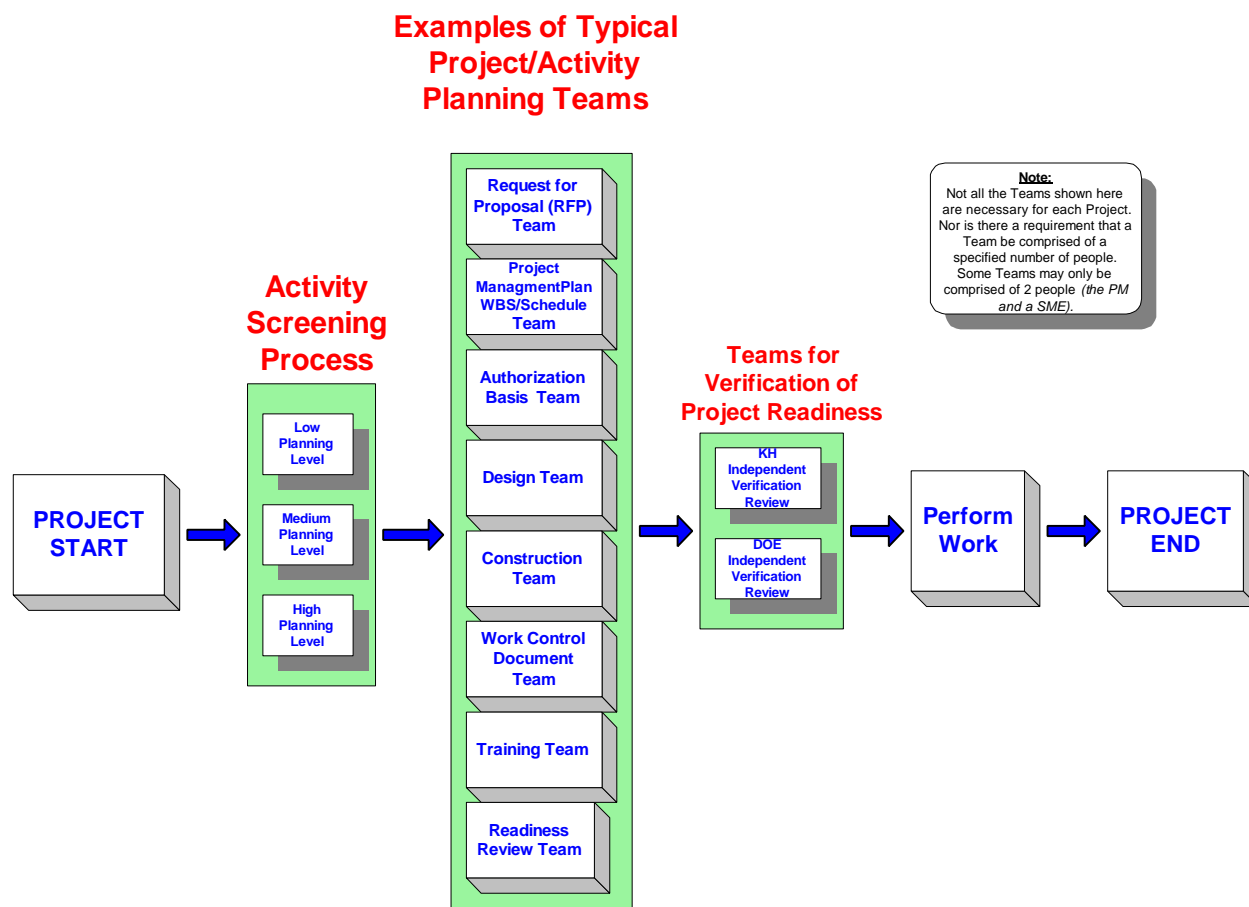 Examples of Typical
Project/Activity
Planning Teams
Request for
Proposal (RFP)
Team
Project
ManagmentPlan
WBS/Schedule
Team
Authorization
Basis Team
Design Team
Construction
Team
Work Control
Document
Team
Training Team
Readiness
Review Team
Note:
Not all the Teams shown here
are necessary for each Project.
Nor is there a requirement that a
Team be comprised of a
specified number of people.
Some Teams may only be
comprised of 2 people (the PM
and a SME).
Activity
Screening
Process
Low
Planning
Level
Medium
Planning
Level
High
Planning
Level
Teams for
Verification of
Project Readiness
KH
Independent
Verification
Review
DOE
Independent
Verification
Review
PROJECT
START
Perform
Work
PROJECT
END